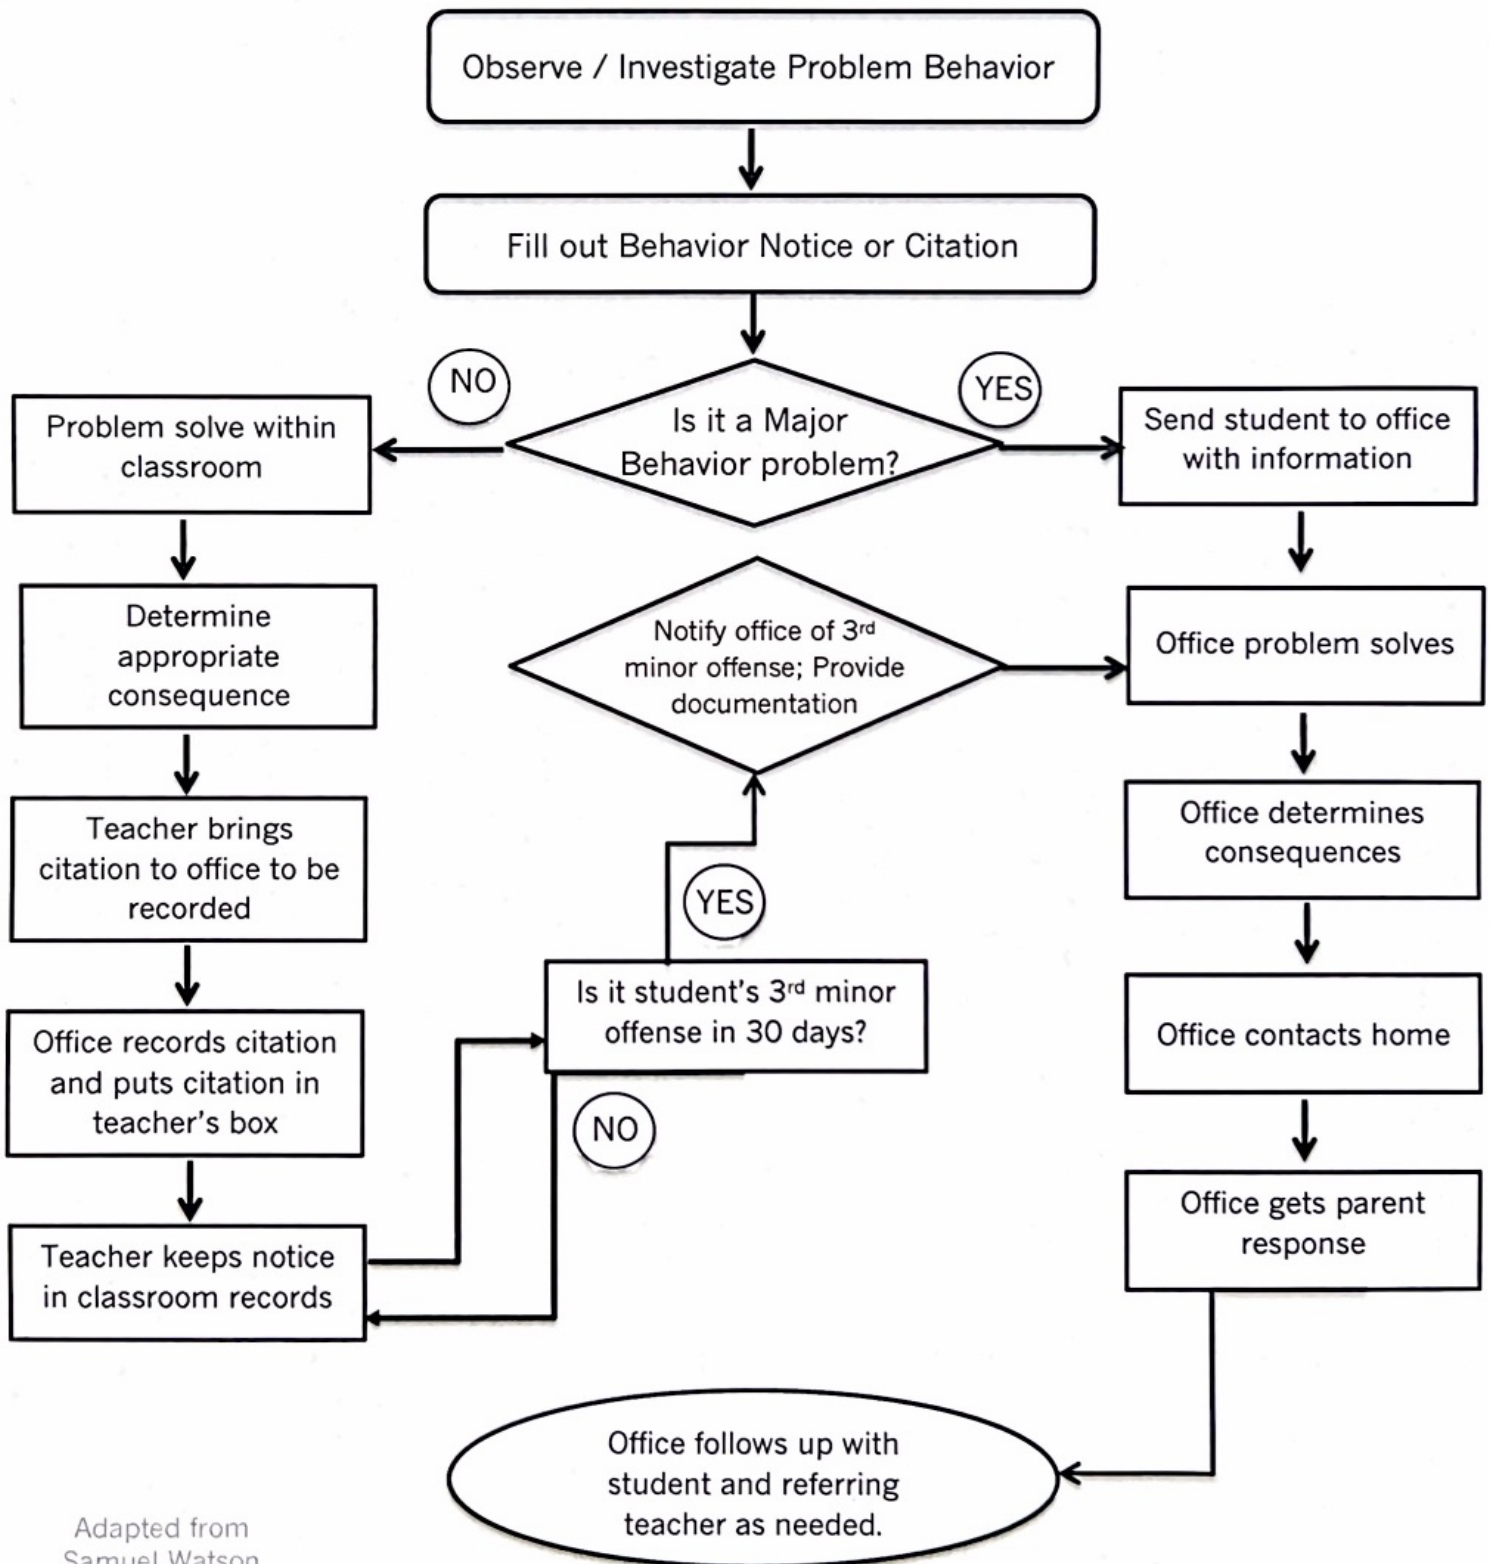 Observe / Investigate Problem Behavior
Fill out Behavior Notice or Citation
NO
YES
Is it a Major
Behavior problem?
Problem solve within
classroom
Send student to office
with information
Determine
appropriate
consequence
Notify office of 3rd
minor offense; Provide
documentation
Office problem solves
Teacher brings
citation to office to be
recorded
Office determines
consequences
YES
Is it student's 3rd minor
offense in 30 days?
NO
Office records citation
and puts citation in
teacher's box
Office contacts home
Teacher keeps notice
in classroom records
Office gets parent
response
Office follows up with
student and referring
teacher as needed.
Adapted from
Samuel Watson